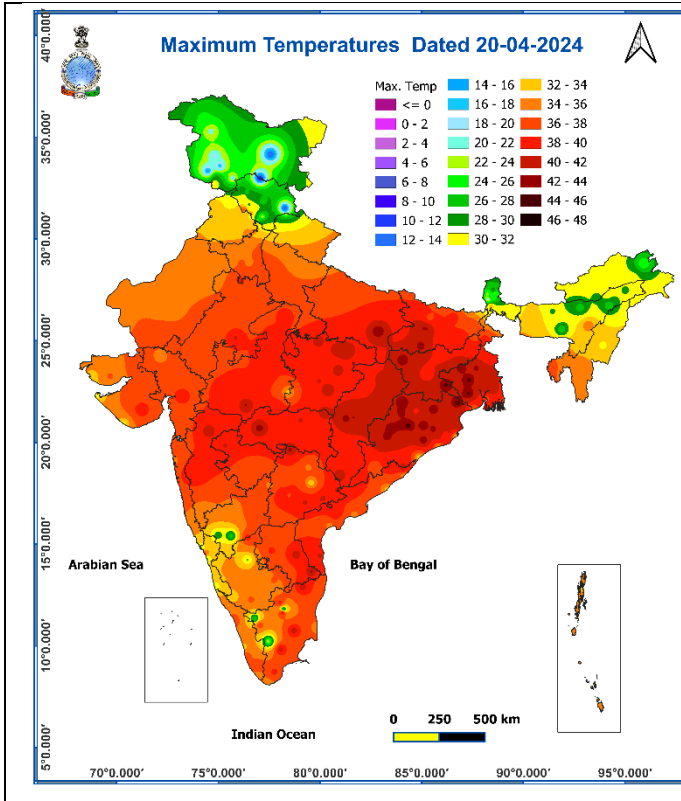 Maximum Temperatures Dated 20-04-2024
Max. Temp
<= 0
0 - 2
2 - 4
4 - 6
6 - 8
8 - 10
10 - 12
12 - 14
14 - 16
16 - 18
18 - 20
20 - 22
22 - 24
24 - 26
26 - 28
28 - 30
30 - 32
32 - 34
34 - 36
36 - 38
38 - 40
40 - 42
42 - 44
44 - 46
46 - 48
40°0.000'
35°0.000'
30°0.000'
25°0.000'
20°0.000'
15°0.000'
10°0.000'
5°0.000'
Arabian Sea
Bay of Bengal
Indian Ocean
0 250 500 km
70°0.000' 75°0.000' 80°0.000' 85°0.000' 90°0.000' 95°0.000'